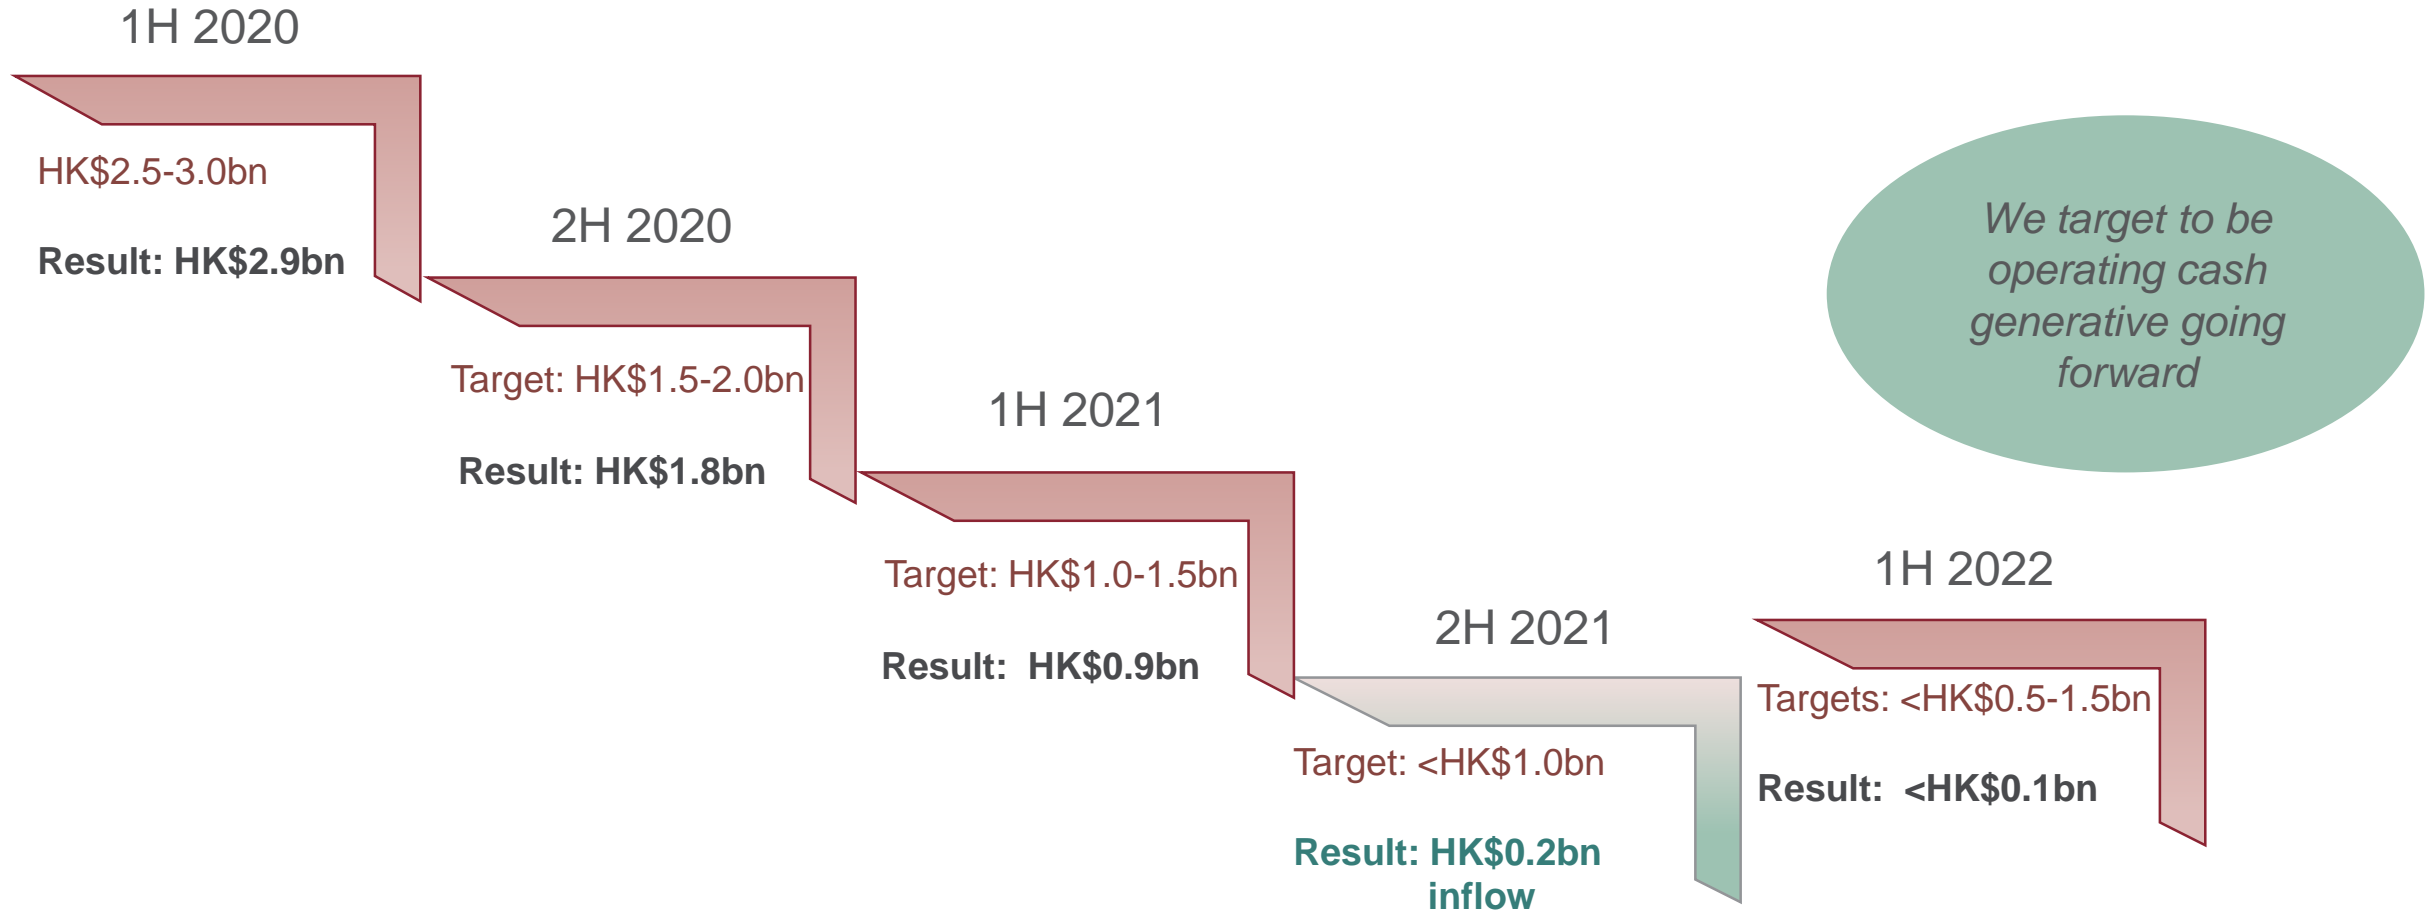 1H 2020
HK$2.5-3.0bn
Result: HK$2.9bn
2H 2020
Target: HK$1.5-2.0bn
Result: HK$1.8bn
1H 2021
Target: HK$1.0-1.5bn
Result:  HK$0.9bn
2H 2021
Target: <HK$1.0bn
Result: HK$0.2bn
inflow
1H 2022
Targets: <HK$0.5-1.5bn
Result:  <HK$0.1bn
We target to be
operating cash
generative going
forward